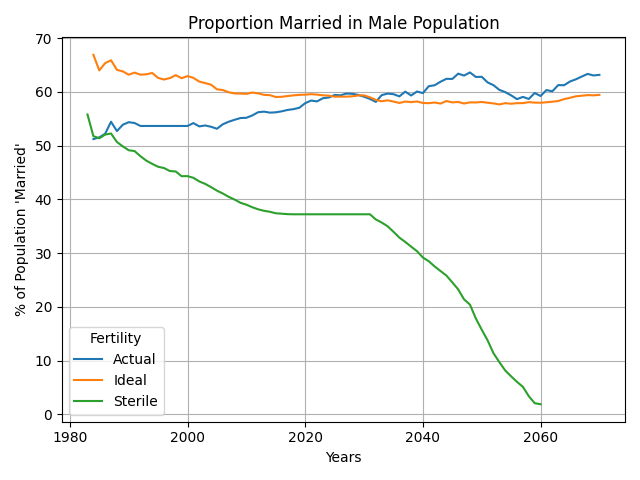 Proportion Married in Male Population
% of Population 'Married'
70
60
50
40
30
20
10
0
Fertility
Actual
Ideal
Sterile
1980
2000
2020
2040
2060
Years